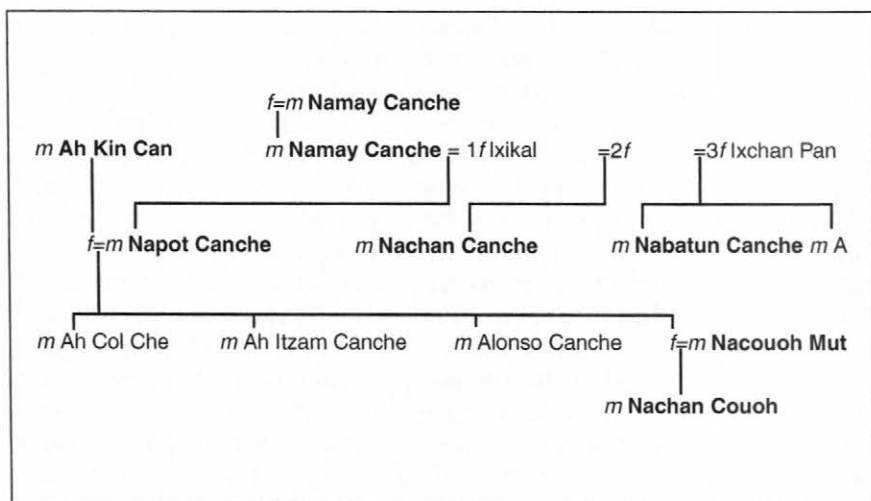 f=m Namay Canche
m Ah Kin Can m Namay Canche = 1f Ixikal =2f =3f Ixchan Pan
f=m Napot Canche m Nachan Canche m Nabatun Canche m A
m Ah Col Che m Ah Itzam Canche m Alonso Canche f=m Nacouoh Mut
m Nachan Couoh